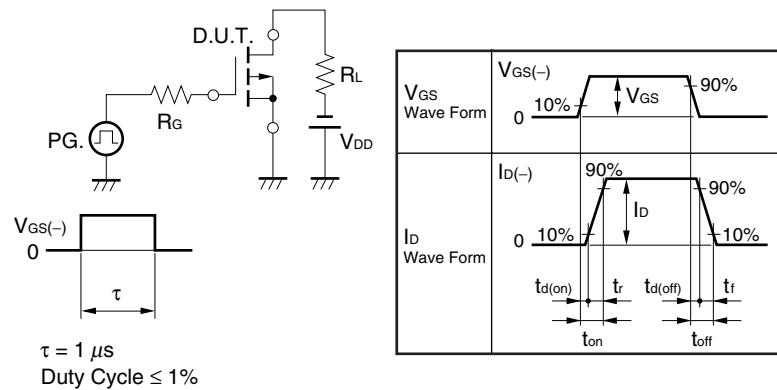 D.U.T.
RL
RG
PG.
VDD
VGS(−)
0
τ
τ = 1 μs
Duty Cycle ≤ 1%
VGS
Wave Form
VGS(−)
10%
0
VGS
90%
ID
Wave Form
ID(−)
90%
90%
ID
0 10%
10%
td(on) tr td(off) tf
ton toff